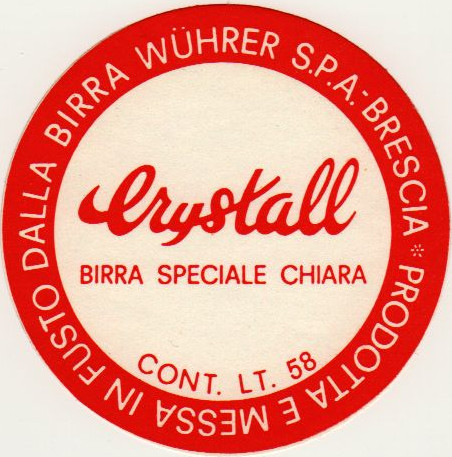 PRODOTTA E MESSA IN FUSTO DALLA BIRRA WÜHRER S.P.A.-BRESCIA *
Crystall
BIRRA SPECIALE CHIARA
CONT. LT. 58